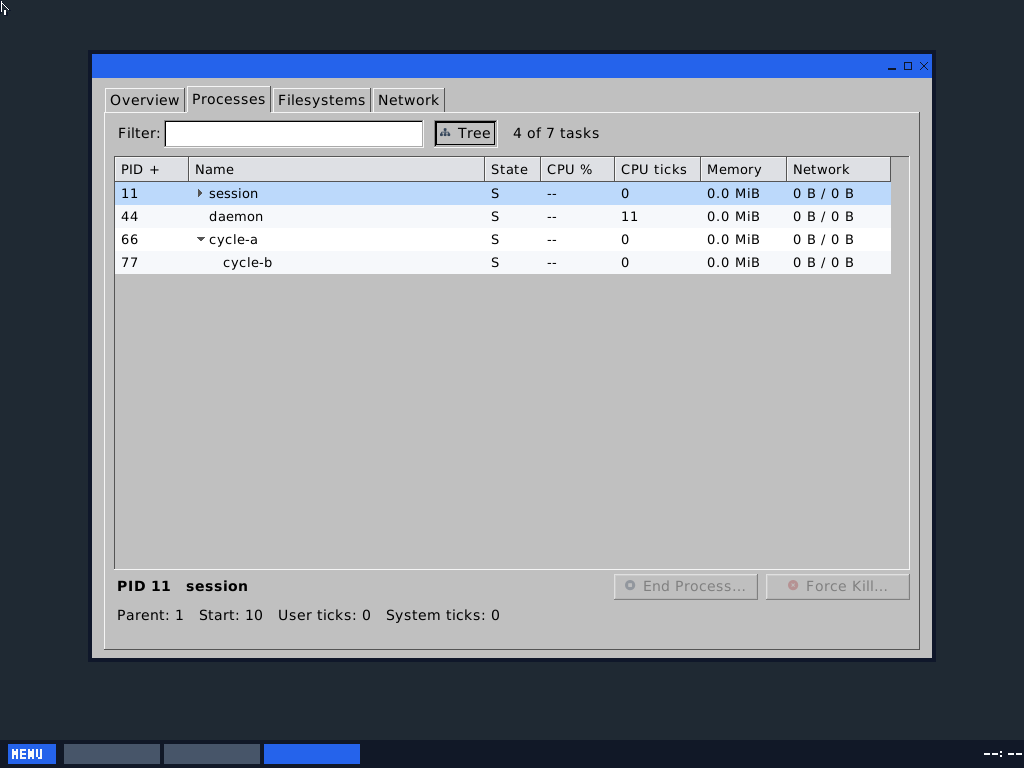 Overview Processes Filesystems Network
Filter: Tree 4 of 7 tasks
PID + Name State CPU % CPU ticks Memory Network
11 session S -- 0 0.0 MiB 0 B / 0 B
44 daemon S -- 11 0.0 MiB 0 B / 0 B
66 cycle-a S -- 0 0.0 MiB 0 B / 0 B
77 cycle-b S -- 0 0.0 MiB 0 B / 0 B
PID 11 session End Process... Force Kill...
Parent: 1 Start: 10 User ticks: 0 System ticks: 0
MENU --:--